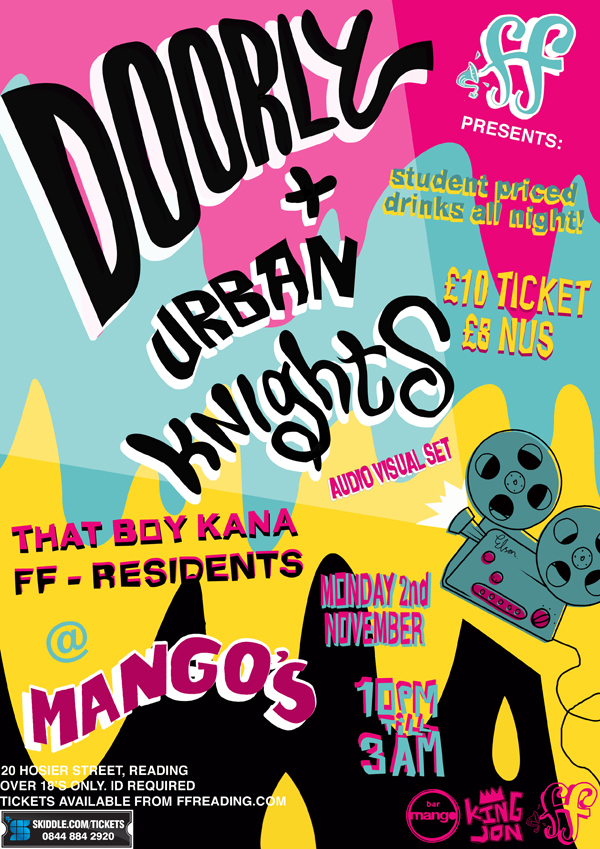 ff
PRESENTS:
DOORLY
+
URBAN
KNIGHTS
student priced
drinks all night!
£10 TICKET
£8 NUS
AUDIO VISUAL SET
Elson
THAT BOY KANA
FF - RESIDENTS
@
MANGO'S
MONDAY 2nd
NOVEMBER
10PM
TILL
3AM
20 HOSIER STREET, READING
OVER 18'S ONLY. ID REQUIRED
TICKETS AVAILABLE FROM FFREADING.COM
SKIDDLE.COM/TICKETS
0844 884 2920
bar
mango
KING
JON
ff